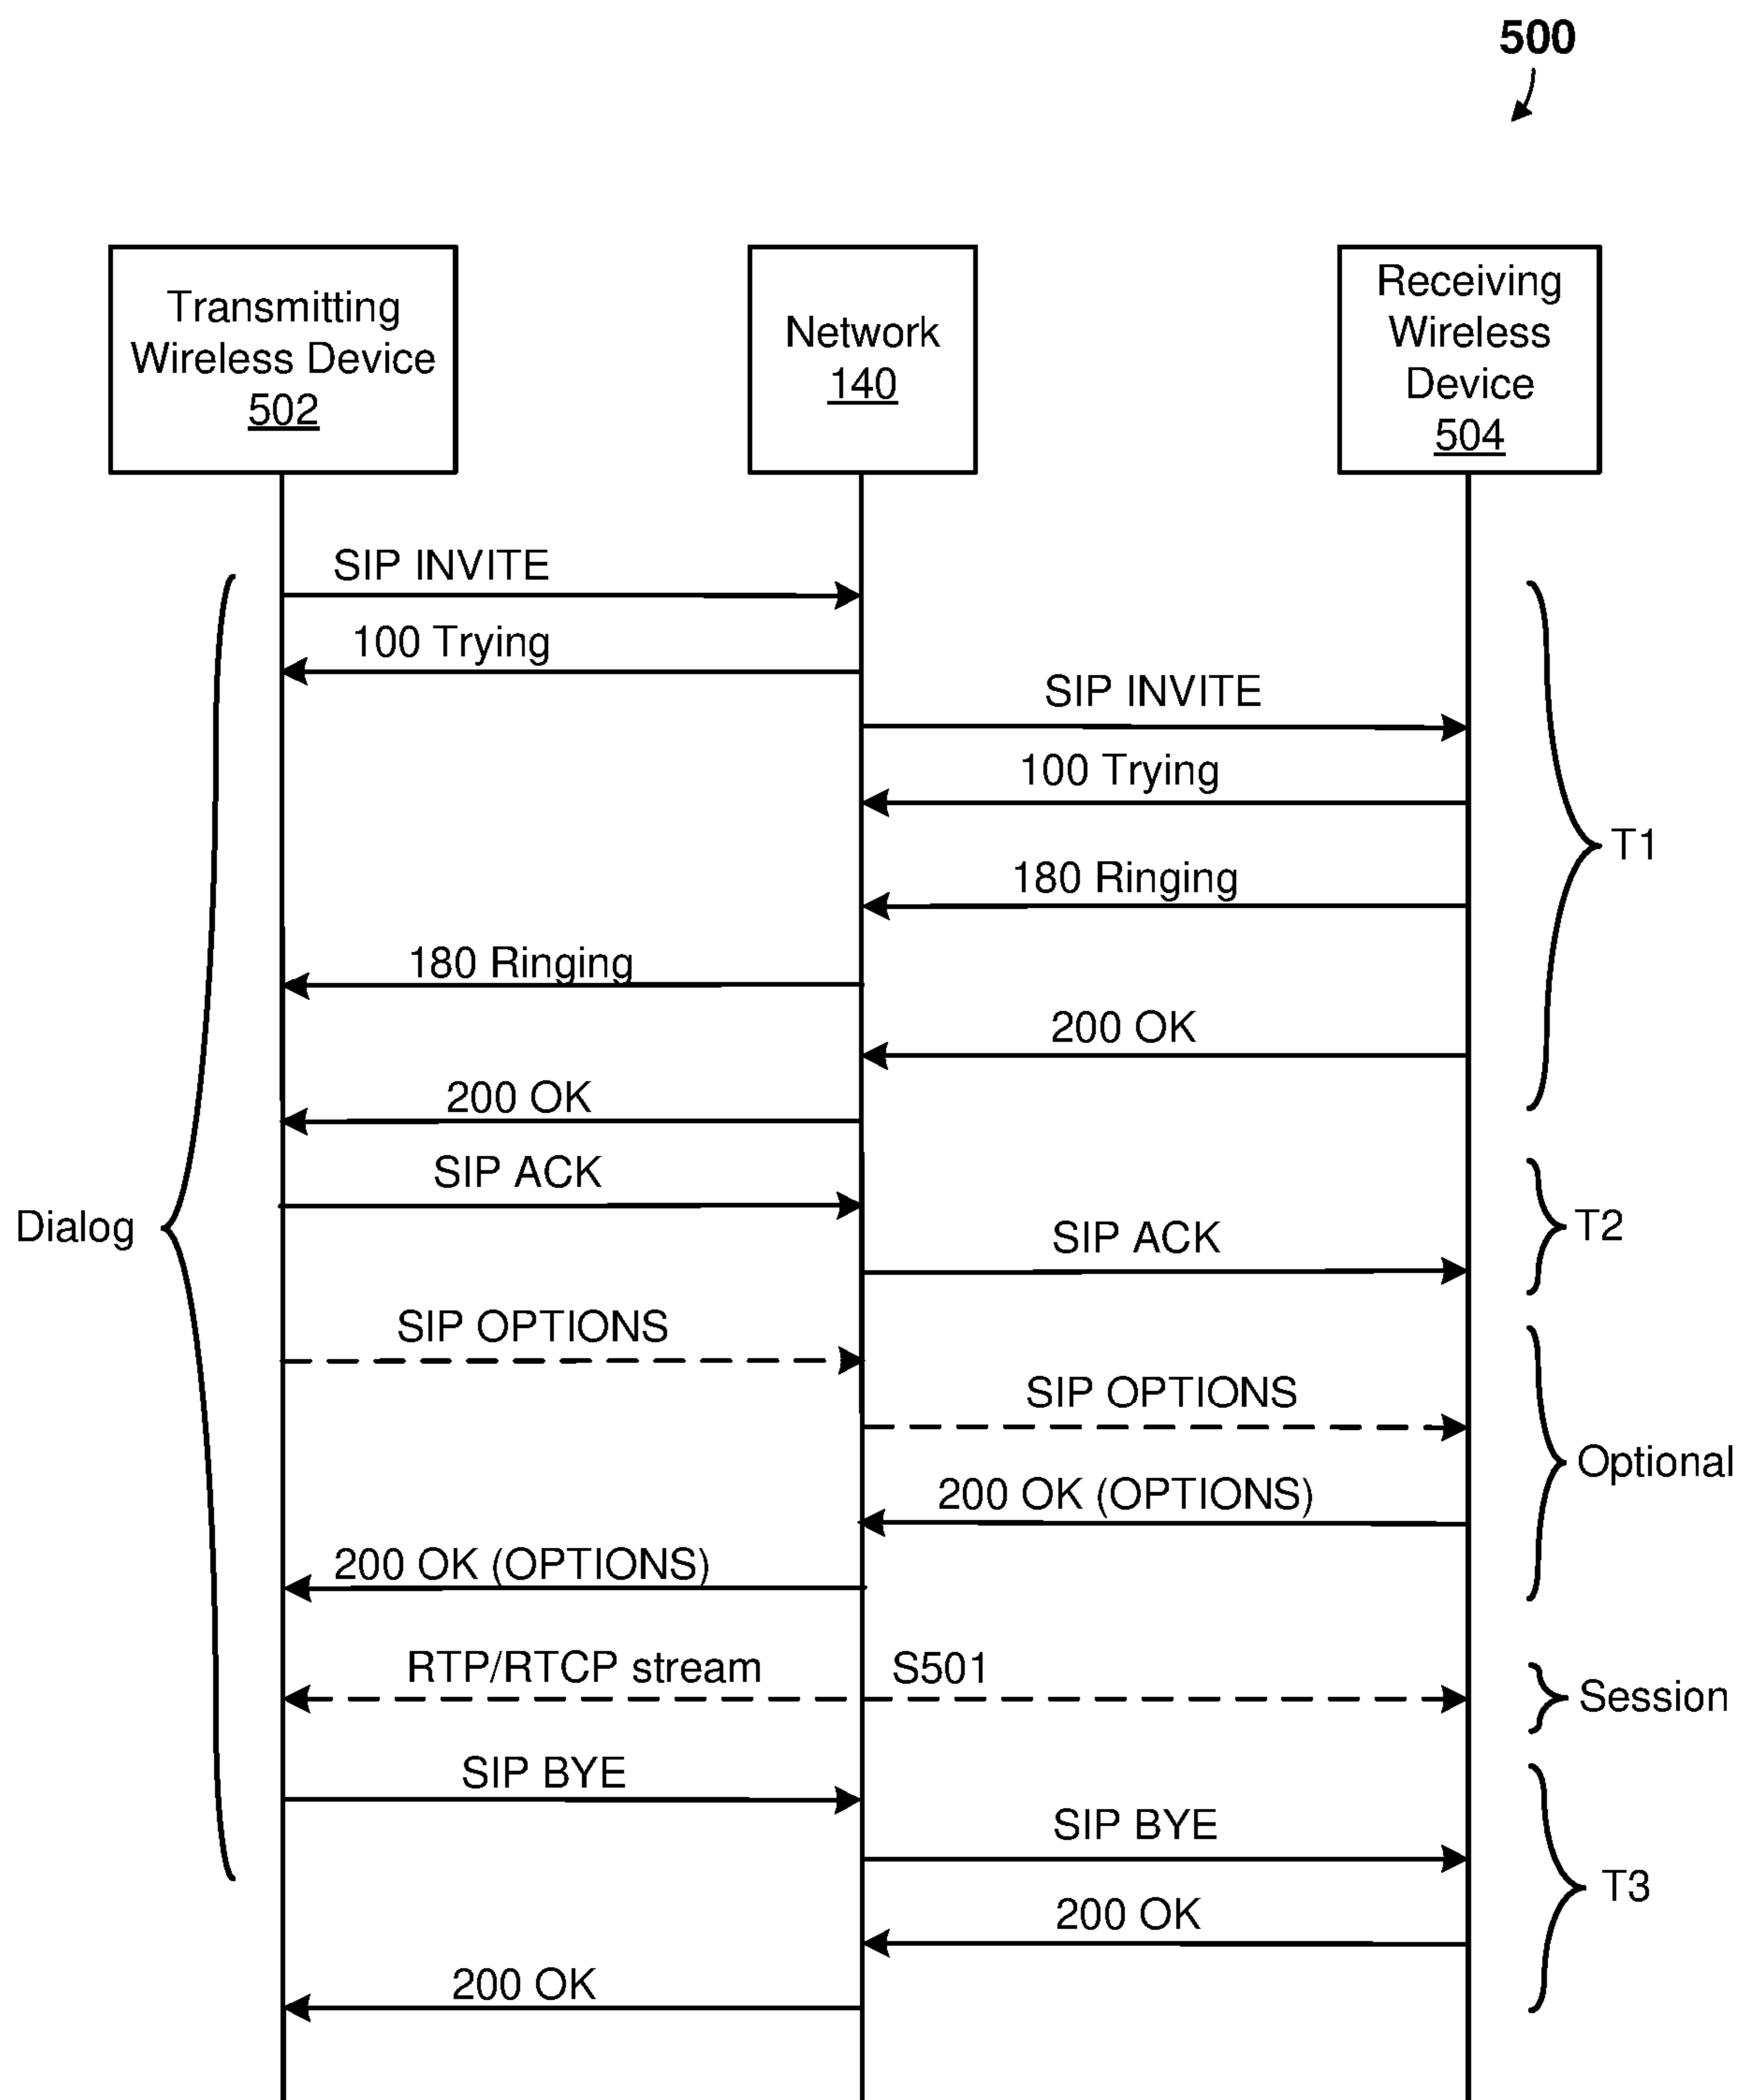 500
Transmitting
Wireless Device
502
Network
140
Receiving
Wireless
Device
504
SIP INVITE
100 Trying
SIP INVITE
100 Trying
T1
180 Ringing
180 Ringing
200 OK
200 OK
SIP ACK
Dialog
T2
SIP ACK
SIP OPTIONS
SIP OPTIONS
Optional
200 OK (OPTIONS)
200 OK (OPTIONS)
RTP/RTCP stream
S501
Session
SIP BYE
SIP BYE
T3
200 OK
200 OK